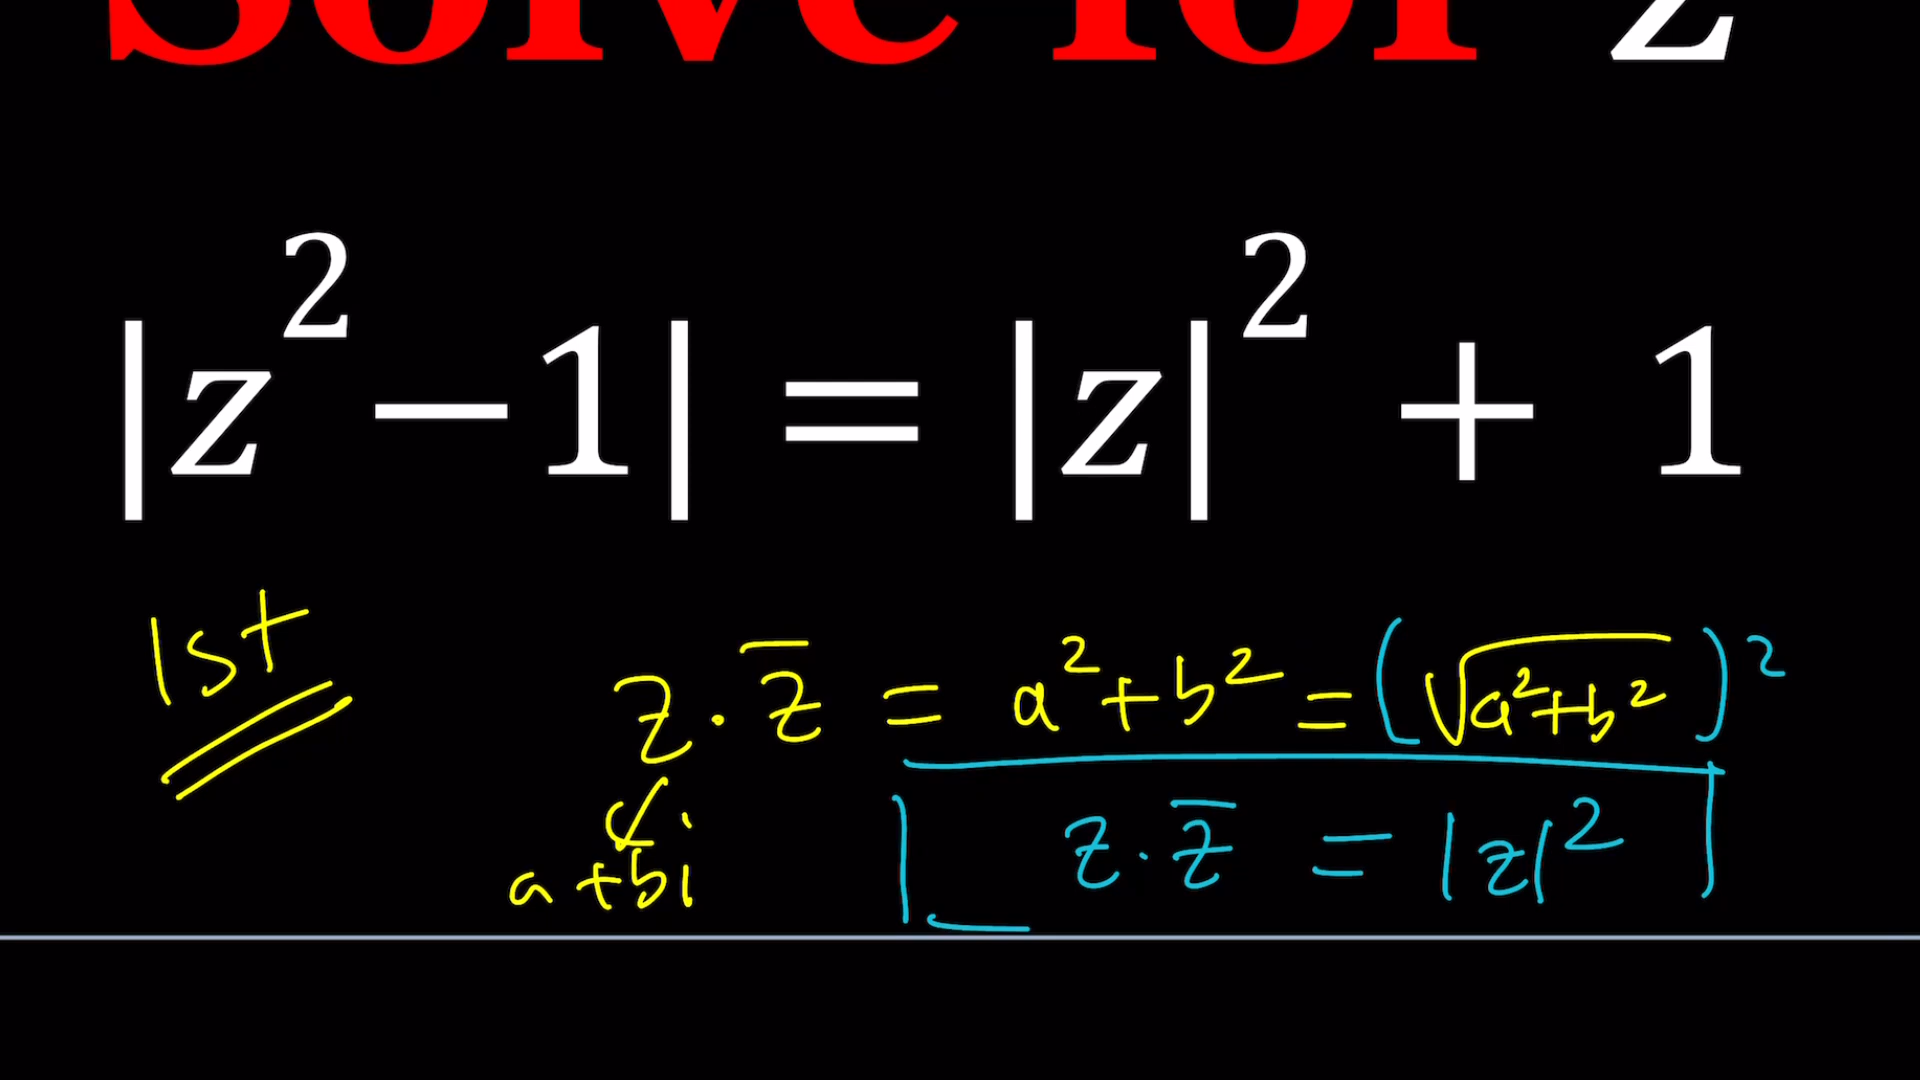 Solve for z
|z²−1| = |z|² + 1
1st
z · z̅ = a²+b² = (√a²+b²)²
a+bi
z · z̅ = |z|²